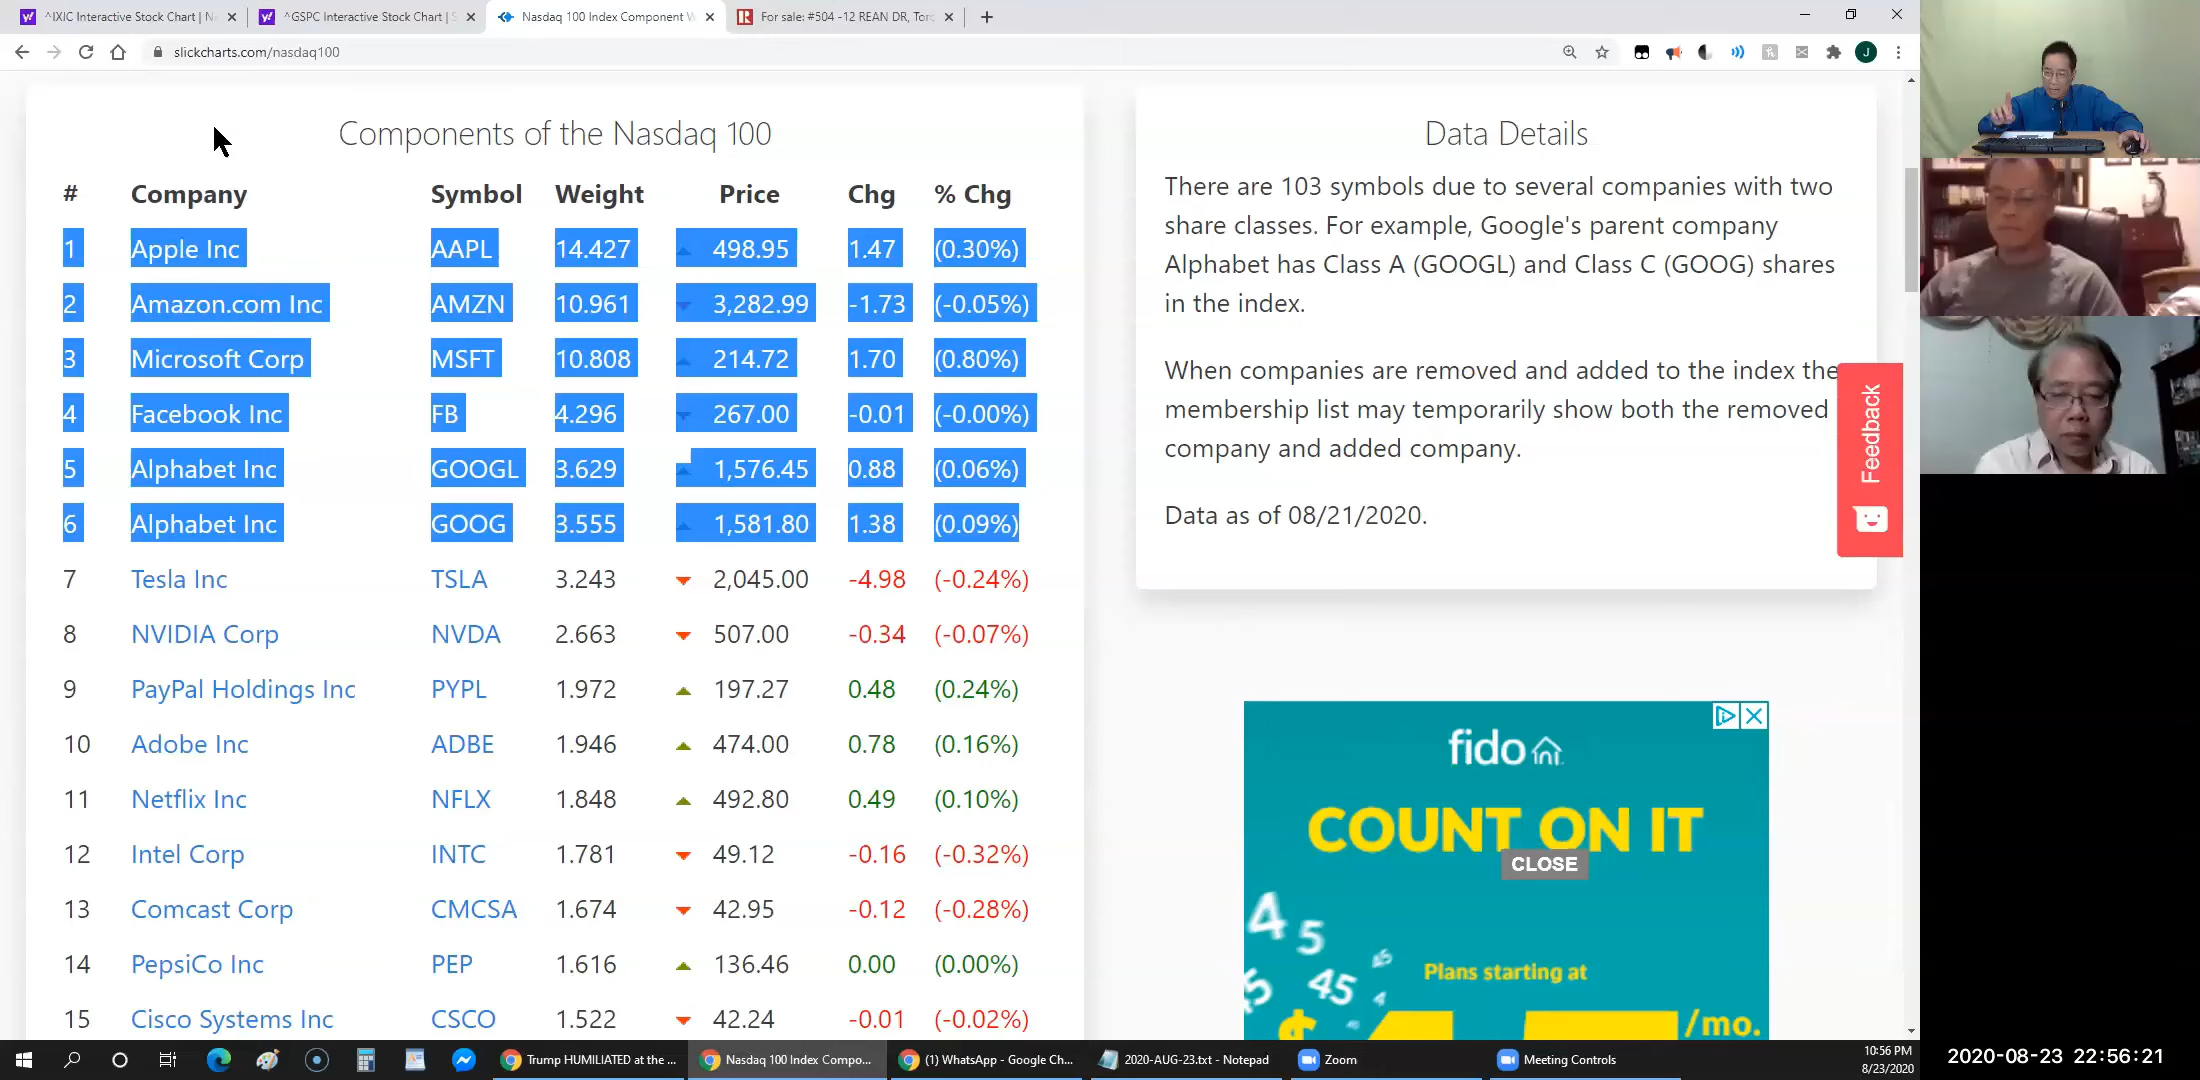 ^IXIC Interactive Stock Chart | N
^GSPC Interactive Stock Chart | S
Nasdaq 100 Index Component W
For sale: #504 -12 REAN DR, Toro
slickcharts.com/nasdaq100
J
Components of the Nasdaq 100
# Company Symbol Weight Price Chg % Chg
1 Apple Inc AAPL 14.427 498.95 1.47 (0.30%)
2 Amazon.com Inc AMZN 10.961 3,282.99 -1.73 (-0.05%)
3 Microsoft Corp MSFT 10.808 214.72 1.70 (0.80%)
4 Facebook Inc FB 4.296 267.00 -0.01 (-0.00%)
5 Alphabet Inc GOOGL 3.629 1,576.45 0.88 (0.06%)
6 Alphabet Inc GOOG 3.555 1,581.80 1.38 (0.09%)
7 Tesla Inc TSLA 3.243 2,045.00 -4.98 (-0.24%)
8 NVIDIA Corp NVDA 2.663 507.00 -0.34 (-0.07%)
9 PayPal Holdings Inc PYPL 1.972 197.27 0.48 (0.24%)
10 Adobe Inc ADBE 1.946 474.00 0.78 (0.16%)
11 Netflix Inc NFLX 1.848 492.80 0.49 (0.10%)
12 Intel Corp INTC 1.781 49.12 -0.16 (-0.32%)
13 Comcast Corp CMCSA 1.674 42.95 -0.12 (-0.28%)
14 PepsiCo Inc PEP 1.616 136.46 0.00 (0.00%)
15 Cisco Systems Inc CSCO 1.522 42.24 -0.01 (-0.02%)
Data Details
There are 103 symbols due to several companies with two
share classes. For example, Google's parent company
Alphabet has Class A (GOOGL) and Class C (GOOG) shares
in the index.
When companies are removed and added to the index the
membership list may temporarily show both the removed
company and added company.
Data as of 08/21/2020.
Feedback
fido
COUNT ON IT
CLOSE
4 5
45
45
5
4
Plans starting at
/mo.
Trump HUMILIATED at the ...
Nasdaq 100 Index Compo...
(1) WhatsApp - Google Ch...
2020-AUG-23.txt - Notepad
Zoom
Meeting Controls
10:56 PM
8/23/2020
2020-08-23 22:56:21